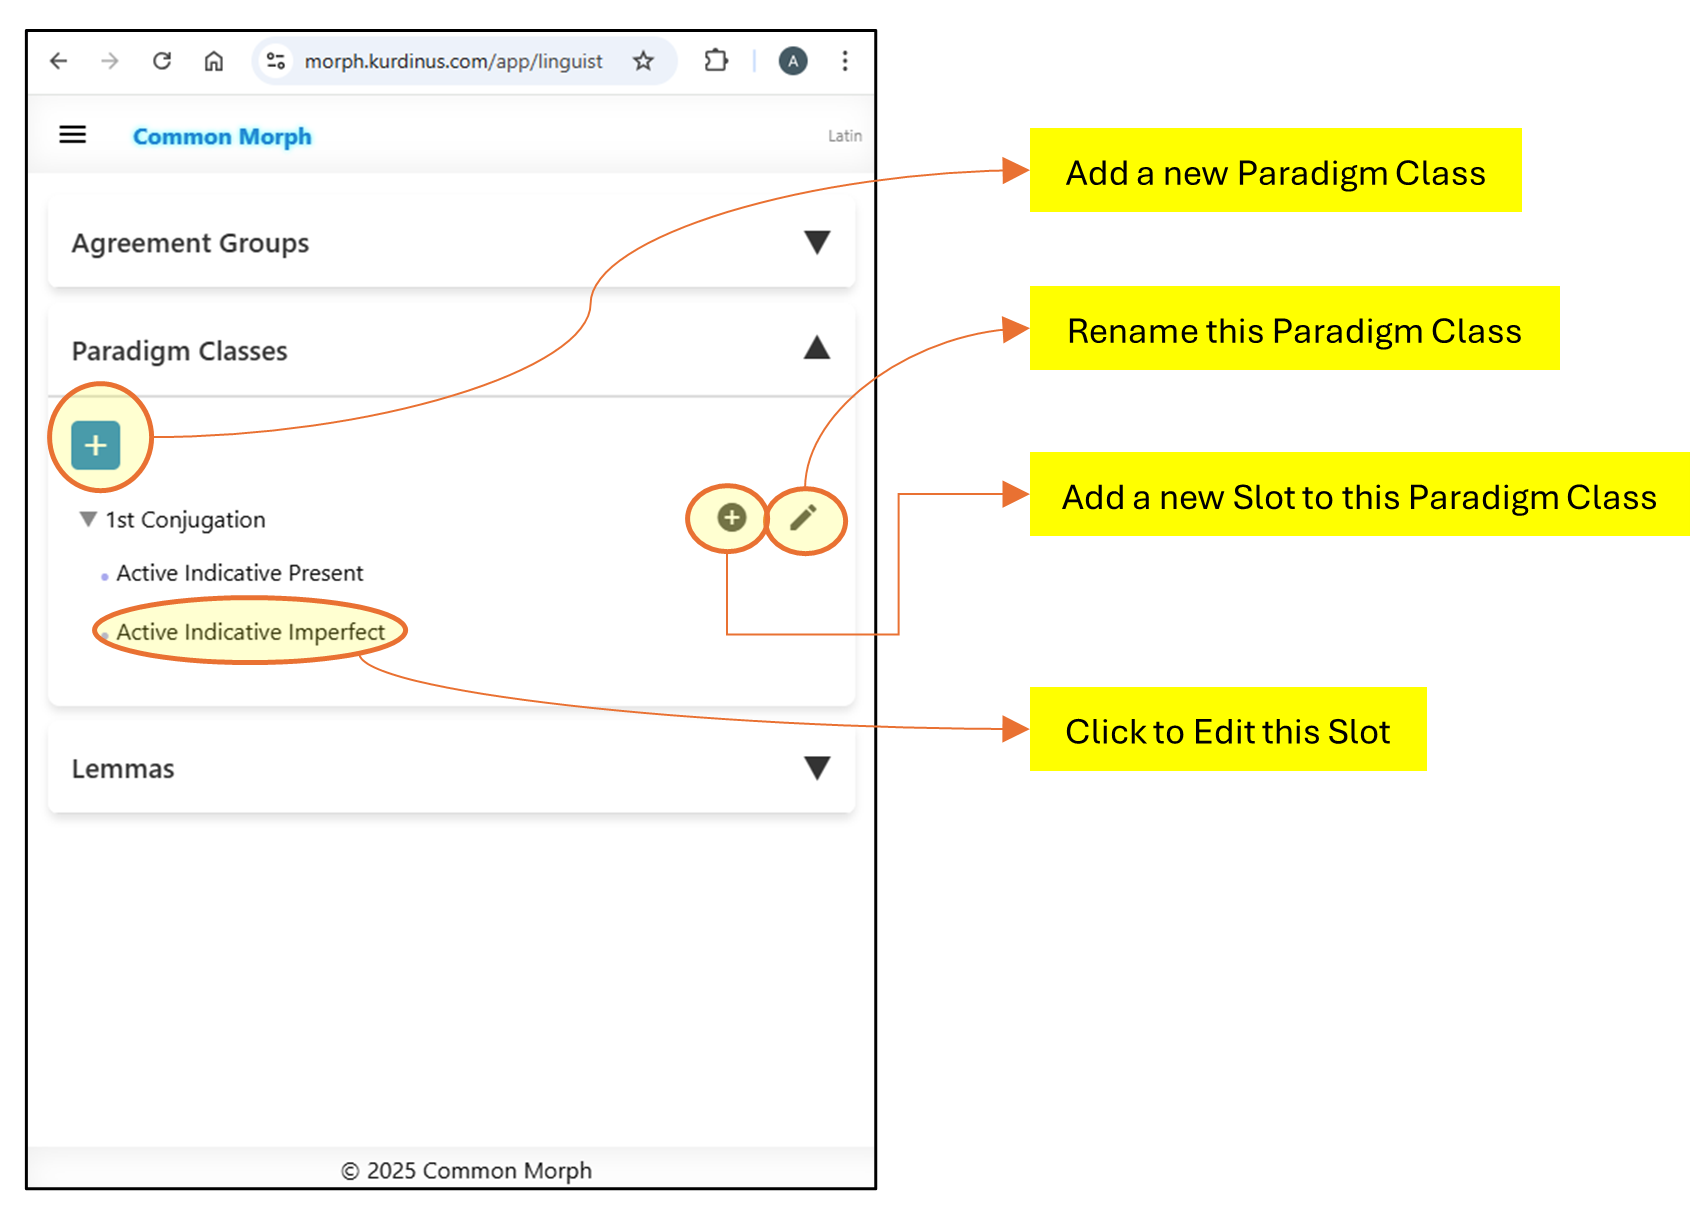 morph.kurdinus.com/app/linguist
A
Common Morph
Latin
Agreement Groups
Paradigm Classes
1st Conjugation
Active Indicative Present
Active Indicative Imperfect
Lemmas
© 2025 Common Morph
Add a new Paradigm Class
Rename this Paradigm Class
Add a new Slot to this Paradigm Class
Click to Edit this Slot